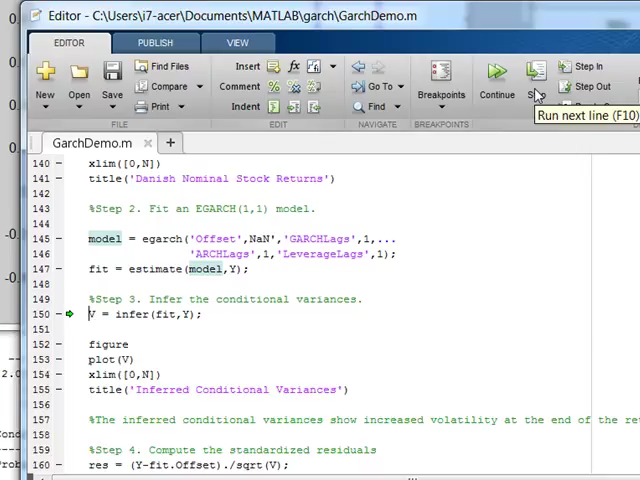 Editor - C:\Users\i7-acer\Documents\MATLAB\garch\GarchDemo.m
EDITOR PUBLISH VIEW
New Open Save Find Files Compare Print
Insert Comment Indent
Go To Find
Breakpoints Continue Step In Step Out
FILE EDIT NAVIGATE BREAKPOINTS
Run next line (F10)
GarchDemo.m
140 xlim([0,N])
141 title('Danish Nominal Stock Returns')
142
143 %Step 2. Fit an EGARCH(1,1) model.
144
145 model = egarch('Offset',NaN','GARCHLags',1,...
146 'ARCHLags',1,'LeverageLags',1);
147 fit = estimate(model,Y);
148
149 %Step 3. Infer the conditional variances.
150 V = infer(fit,Y);
151
152 figure
153 plot(V)
154 xlim([0,N])
155 title('Inferred Conditional Variances')
156
157 %The inferred conditional variances show increased volatility at the end of the
158
159 %Step 4. Compute the standardized residuals
160 res = (Y-fit.Offset)./sqrt(V);